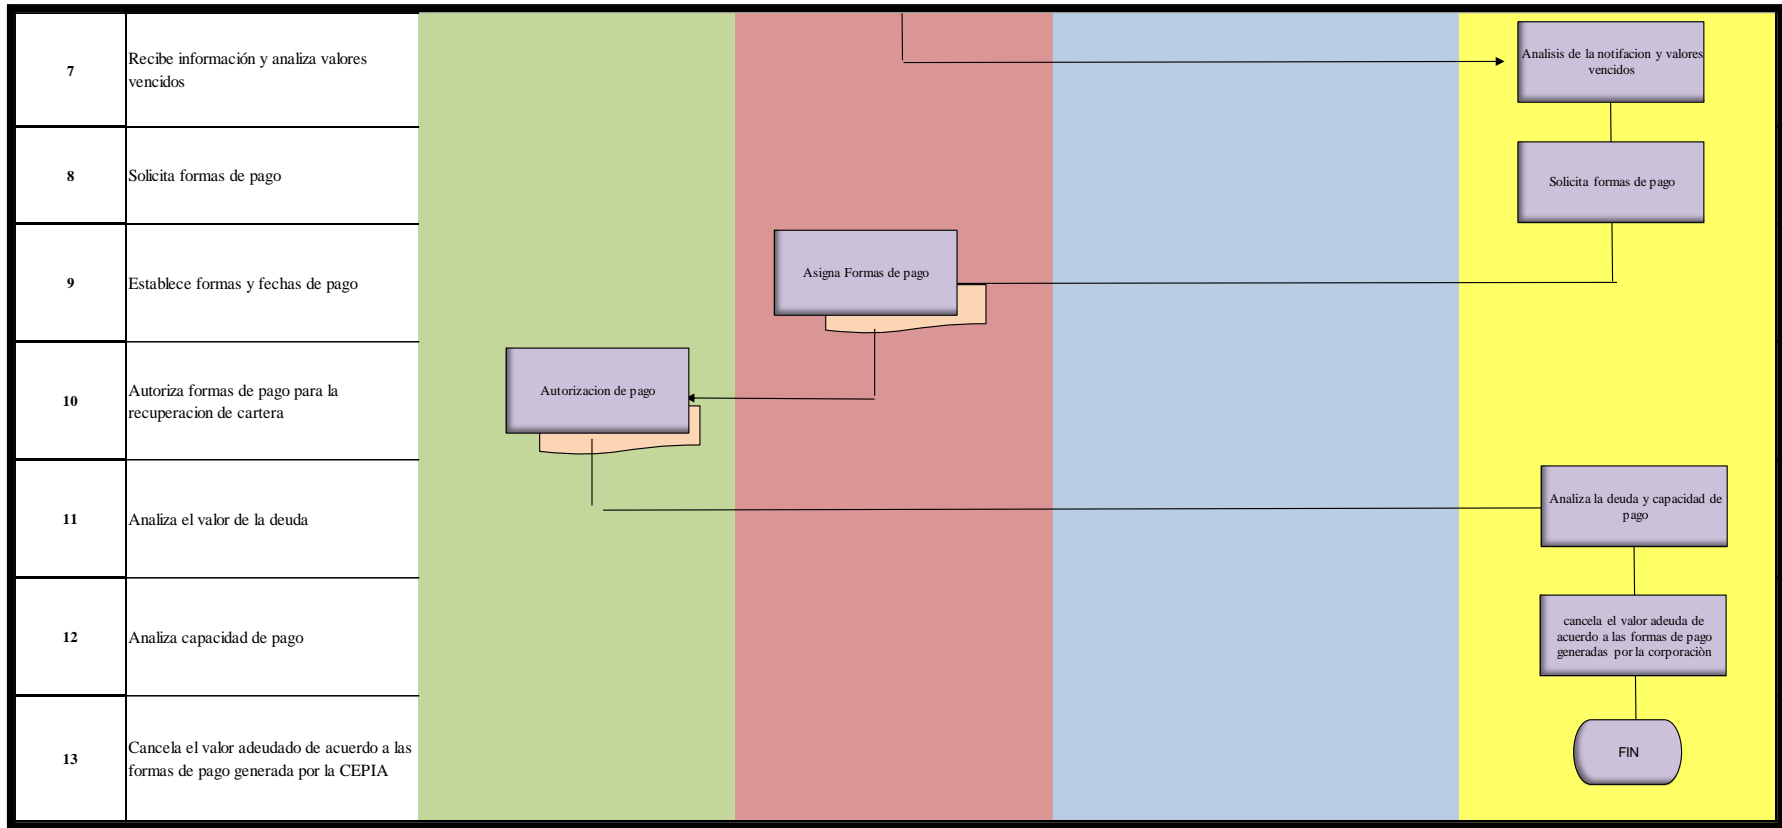 7
Recibe información y analiza valores
vencidos
Analisis de la notifacion y valores
vencidos
8
Solicita formas de pago
Solicita formas de pago
9
Establece formas y fechas de pago
Asigna Formas de pago
10
Autoriza formas de pago para la
recuperacion de cartera
Autorizacion de pago
11
Analiza el valor de la deuda
Analiza la deuda y capacidad de
pago
12
Analiza capacidad de pago
cancela el valor adeuda de
acuerdo a las formas de pago
generadas por la corporaciòn
13
Cancela el valor adeudado de acuerdo a las
formas de pago generada por la CEPIA
FIN